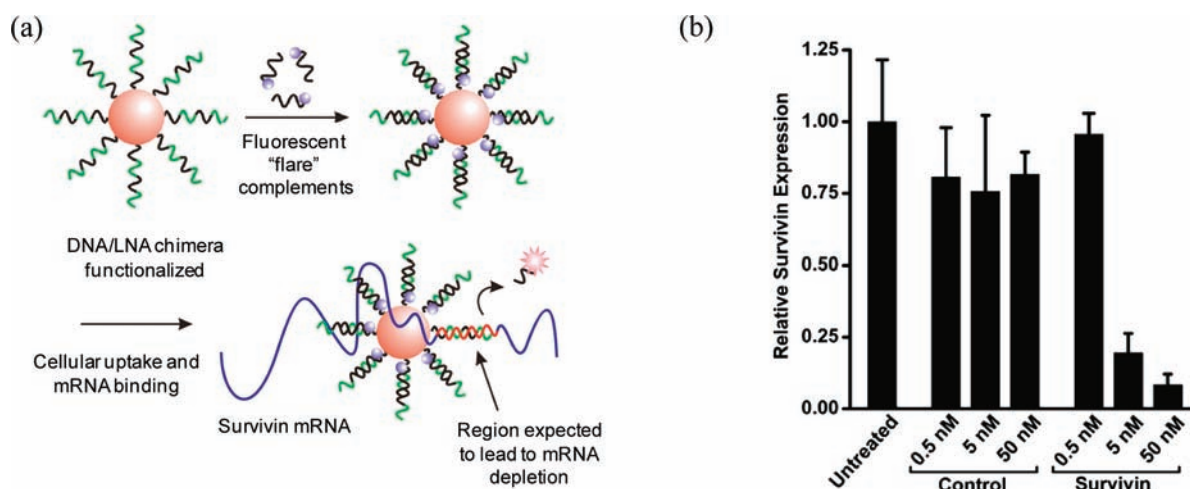 (a)
Fluorescent
"flare"
complements
DNA/LNA chimera
functionalized
Cellular uptake and
mRNA binding
Survivin mRNA
Region expected
to lead to mRNA
depletion
(b)
Relative Survivin Expression
1.25
1.00
0.75
0.50
0.25
0.00
Untreated
0.5 nM
5 nM
50 nM
0.5 nM
5 nM
50 nM
Control
Survivin